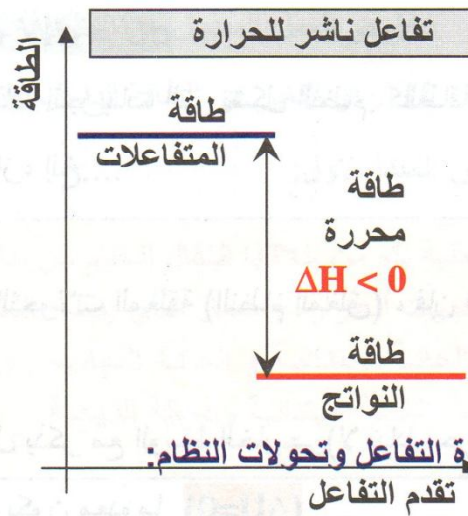 تفاعل ناشر للحرارة
الطاقة
طاقة
المتفاعلات
طاقة
محررة
ΔH < 0
طاقة
النواتج
ة التفاعل وتحولات النظام:
تقدم التفاعل